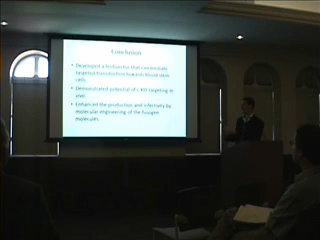 Conclusion
• Developed a lentivector that can mediate
targeted transduction towards blood stem
cells.
• Demonstrated potential of c-Kit targeting in
vivo.
• Enhanced the production and infectivity by
molecular engineering of the fusogen
molecules.